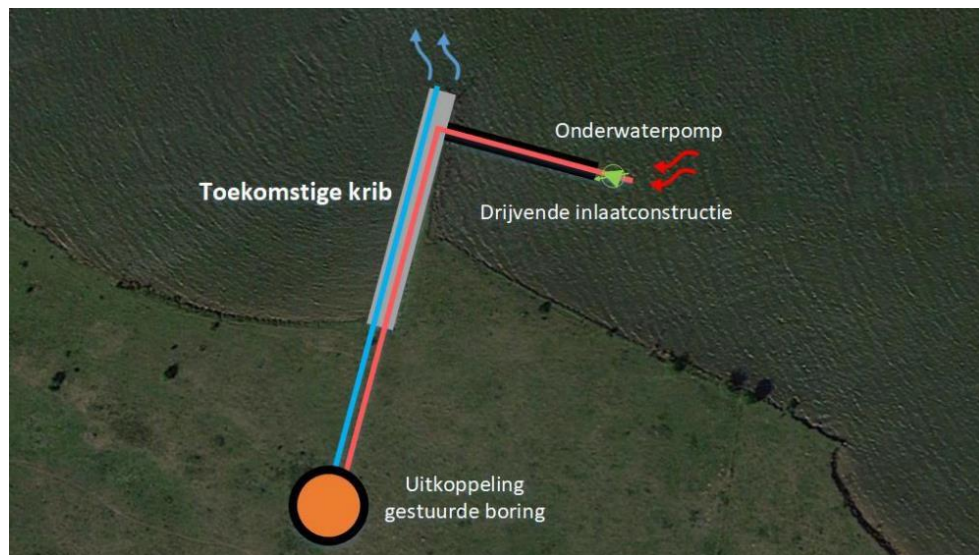 Onderwaterpomp
Toekomstige krib
Drijvende inlaatconstructie
Uitkoppeling
gestuurde boring